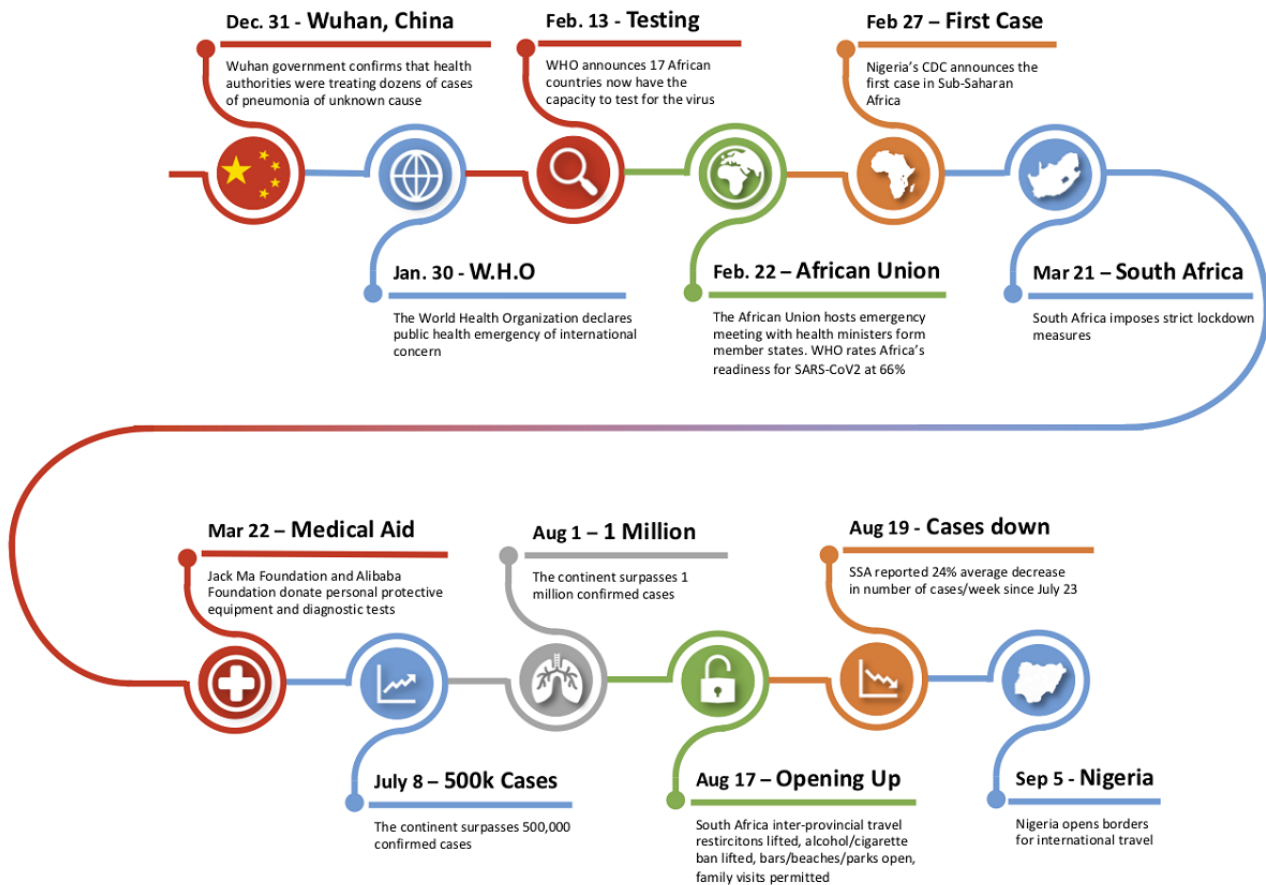 Dec. 31 - Wuhan, China
Wuhan government confirms that health
authorities were treating dozens of cases
of pneumonia of unknown cause
Jan. 30 - W.H.O
The World Health Organization declares
public health emergency of international
concern
Feb. 13 - Testing
WHO announces 17 African
countries now have the
capacity to test for the virus
Feb. 22 – African Union
The African Union hosts emergency
meeting with health ministers form
member states. WHO rates Africa's
readiness for SARS-CoV2 at 66%
Feb 27 – First Case
Nigeria's CDC announces the
first case in Sub-Saharan
Africa
Mar 21 – South Africa
South Africa imposes strict lockdown
measures
Mar 22 – Medical Aid
Jack Ma Foundation and Alibaba
Foundation donate personal protective
equipment and diagnostic tests
July 8 – 500k Cases
The continent surpasses 500,000
confirmed cases
Aug 1 – 1 Million
The continent surpasses 1
million confirmed cases
Aug 17 – Opening Up
South Africa inter-provincial travel
restircitons lifted, alcohol/cigarette
ban lifted, bars/beaches/parks open,
family visits permitted
Aug 19 - Cases down
SSA reported 24% average decrease
in number of cases/week since July 23
Sep 5 - Nigeria
Nigeria opens borders
for international travel